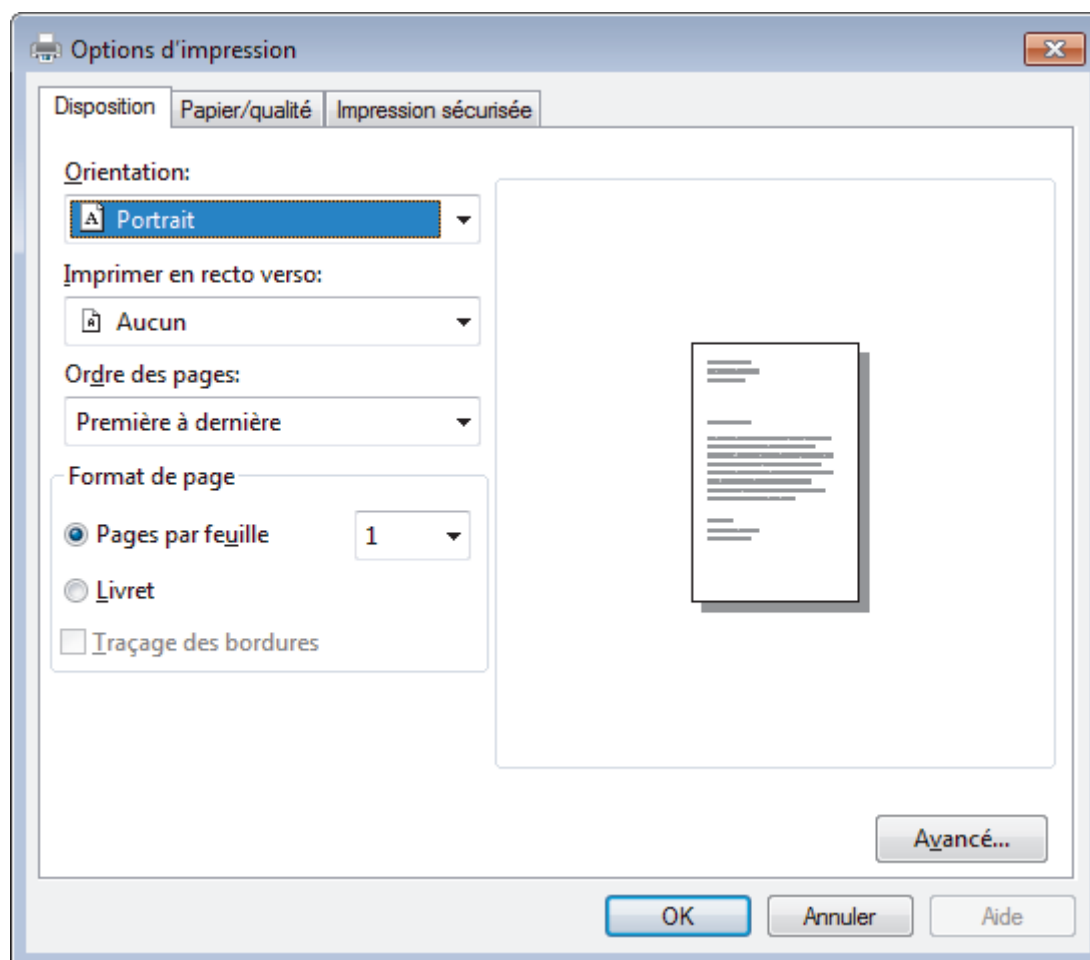 Options d'impression
Disposition Papier/qualité Impression sécurisée
Orientation:
A Portrait
Imprimer en recto verso:
A Aucun
Ordre des pages:
Première à dernière
Format de page
Pages par feuille 1
Livret
Traçage des bordures
Avancé...
OK Annuler Aide